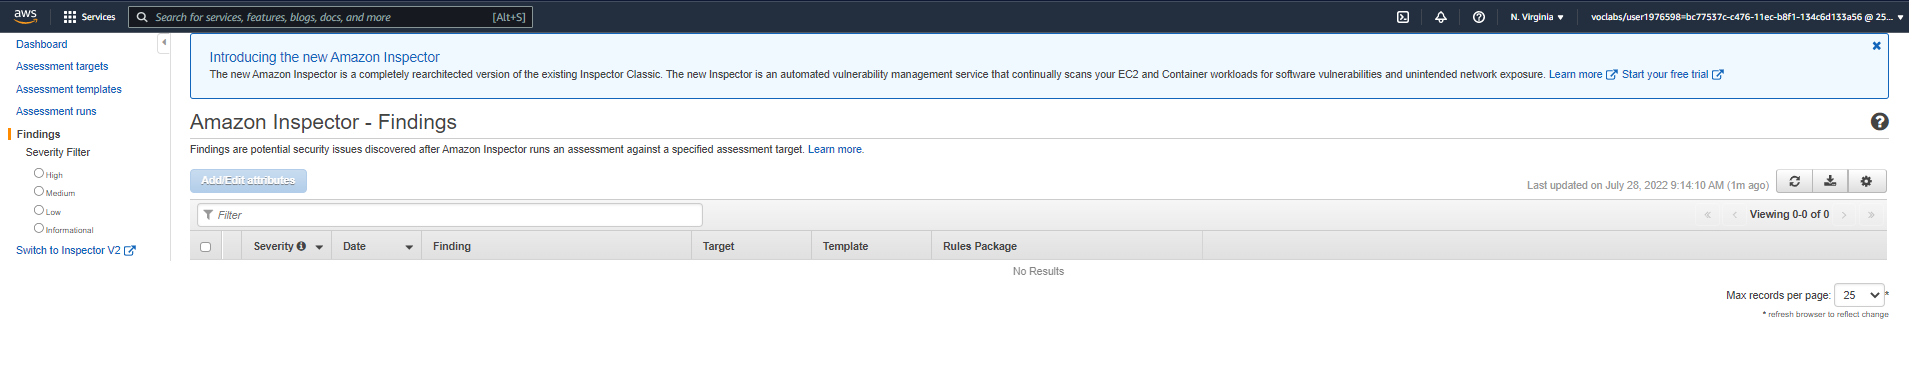 aws Services Search for services, features, blogs, docs, and more [Alt+S] N. Virginia voclabs/user1976598=bc77537c-c476-11ec-b8f1-134c6d133a56 @ 25...
Dashboard
Assessment targets
Assessment templates
Assessment runs
Findings
Severity Filter
High
Medium
Low
Informational
Switch to Inspector V2
Introducing the new Amazon Inspector
The new Amazon Inspector is a completely rearchitected version of the existing Inspector Classic. The new Inspector is an automated vulnerability management service that continually scans your EC2 and Container workloads for software vulnerabilities and unintended network exposure. Learn more Start your free trial
Amazon Inspector - Findings
Findings are potential security issues discovered after Amazon Inspector runs an assessment against a specified assessment target. Learn more.
Add/Edit attributes
Last updated on July 28, 2022 9:14:10 AM (1m ago)
Filter
« ‹ Viewing 0-0 of 0 › »
Severity Date Finding Target Template Rules Package
No Results
Max records per page: 25 *
* refresh browser to reflect change